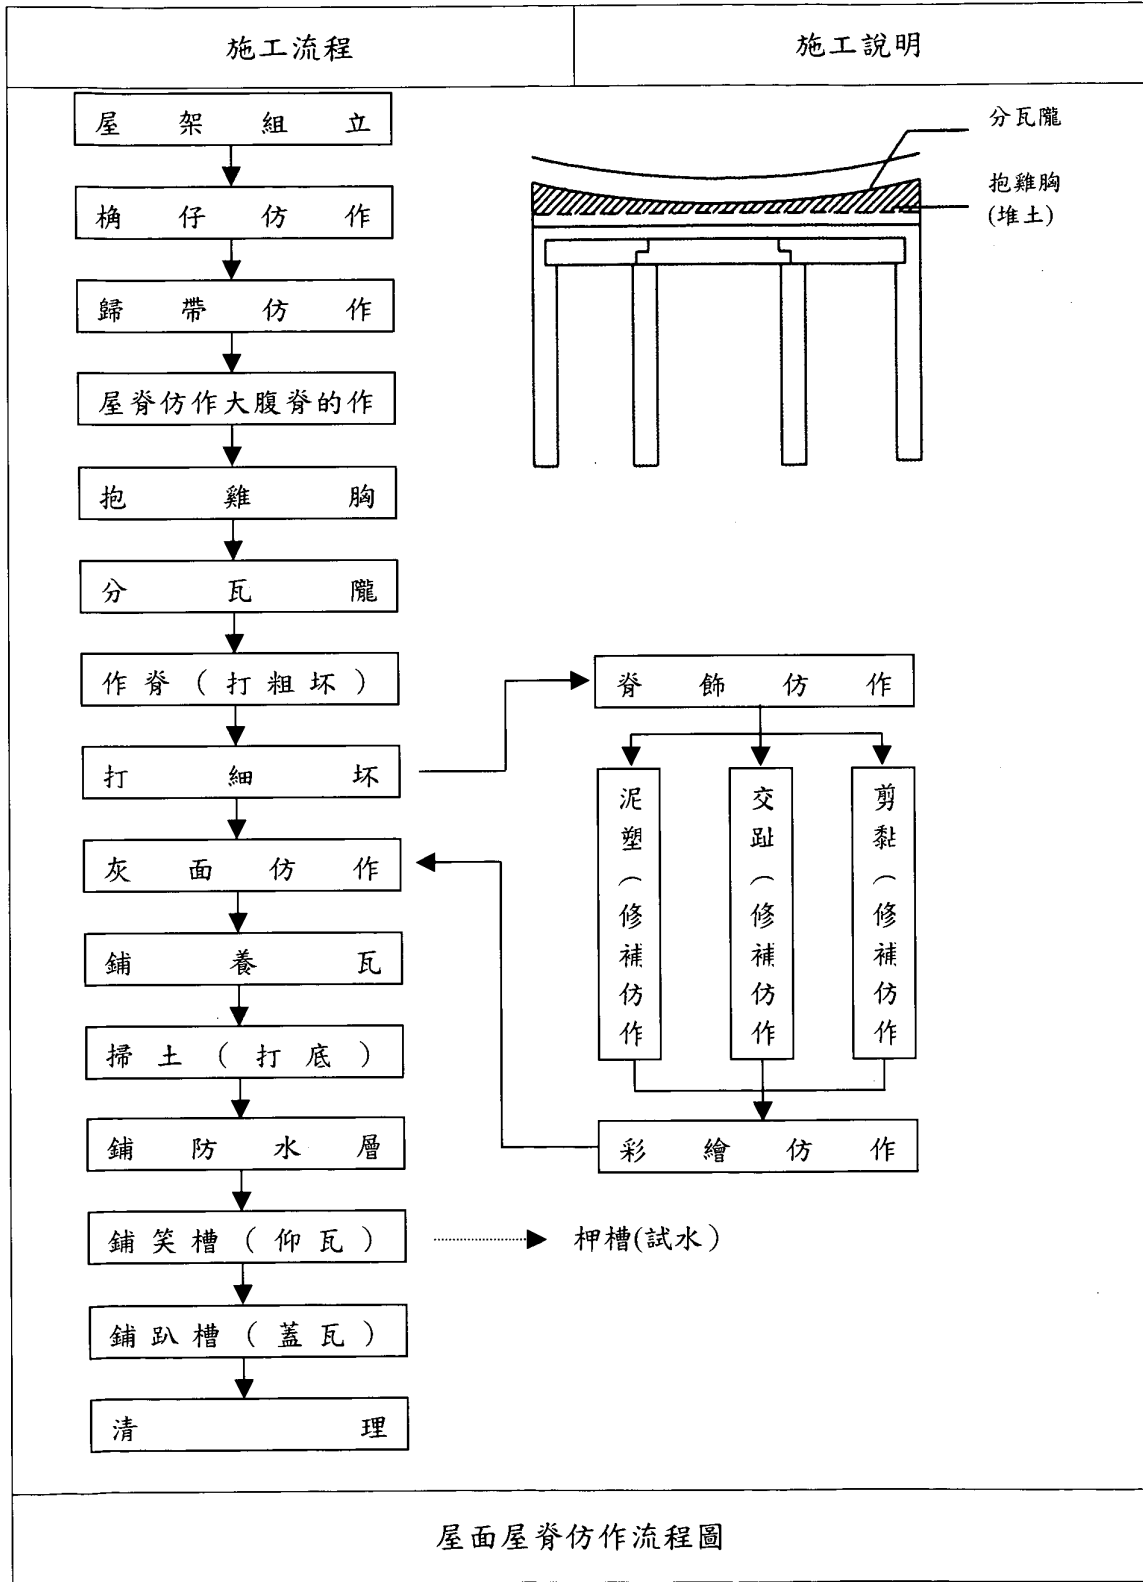 施工流程
施工說明
屋架組立
桷仔仿作
歸帶仿作
屋脊仿作大腹脊的作
抱雞胸
分瓦隴
作脊（打粗坏）
打細坏
灰面仿作
鋪養瓦
掃土（打底）
鋪防水層
鋪笑槽（仰瓦）
鋪趴槽（蓋瓦）
清理
分瓦隴
抱雞胸
(堆土)
脊飾仿作
泥塑（修補仿作
交趾（修補仿作
剪黏（修補仿作
彩繪仿作
柙槽(試水）
屋面屋脊仿作流程圖